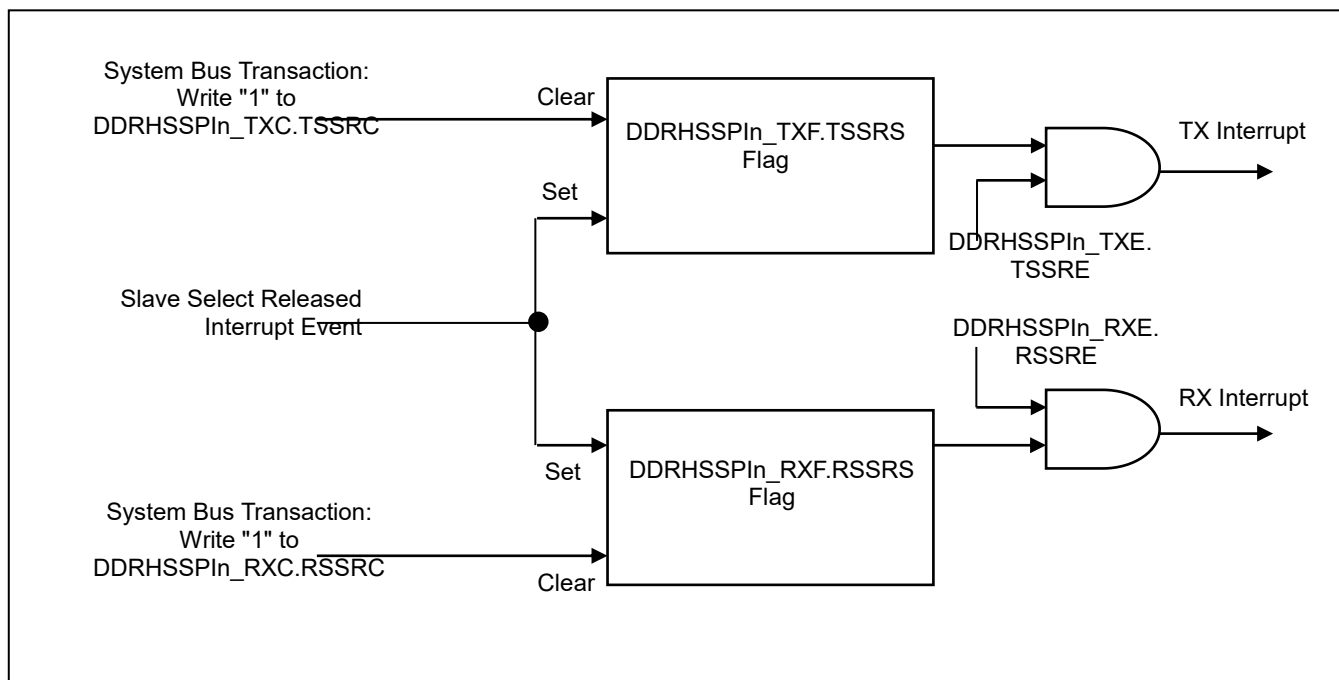 System Bus Transaction:
Write "1" to
DDRHSSPIn_TXC.TSSRC
Clear
DDRHSSPIn_TXF.TSSRS
Flag
TX Interrupt
Set
DDRHSSPIn_TXE.
TSSRE
Slave Select Released
Interrupt Event
DDRHSSPIn_RXE.
RSSRE
RX Interrupt
Set
DDRHSSPIn_RXF.RSSRS
Flag
System Bus Transaction:
Write "1" to
DDRHSSPIn_RXC.RSSRC
Clear